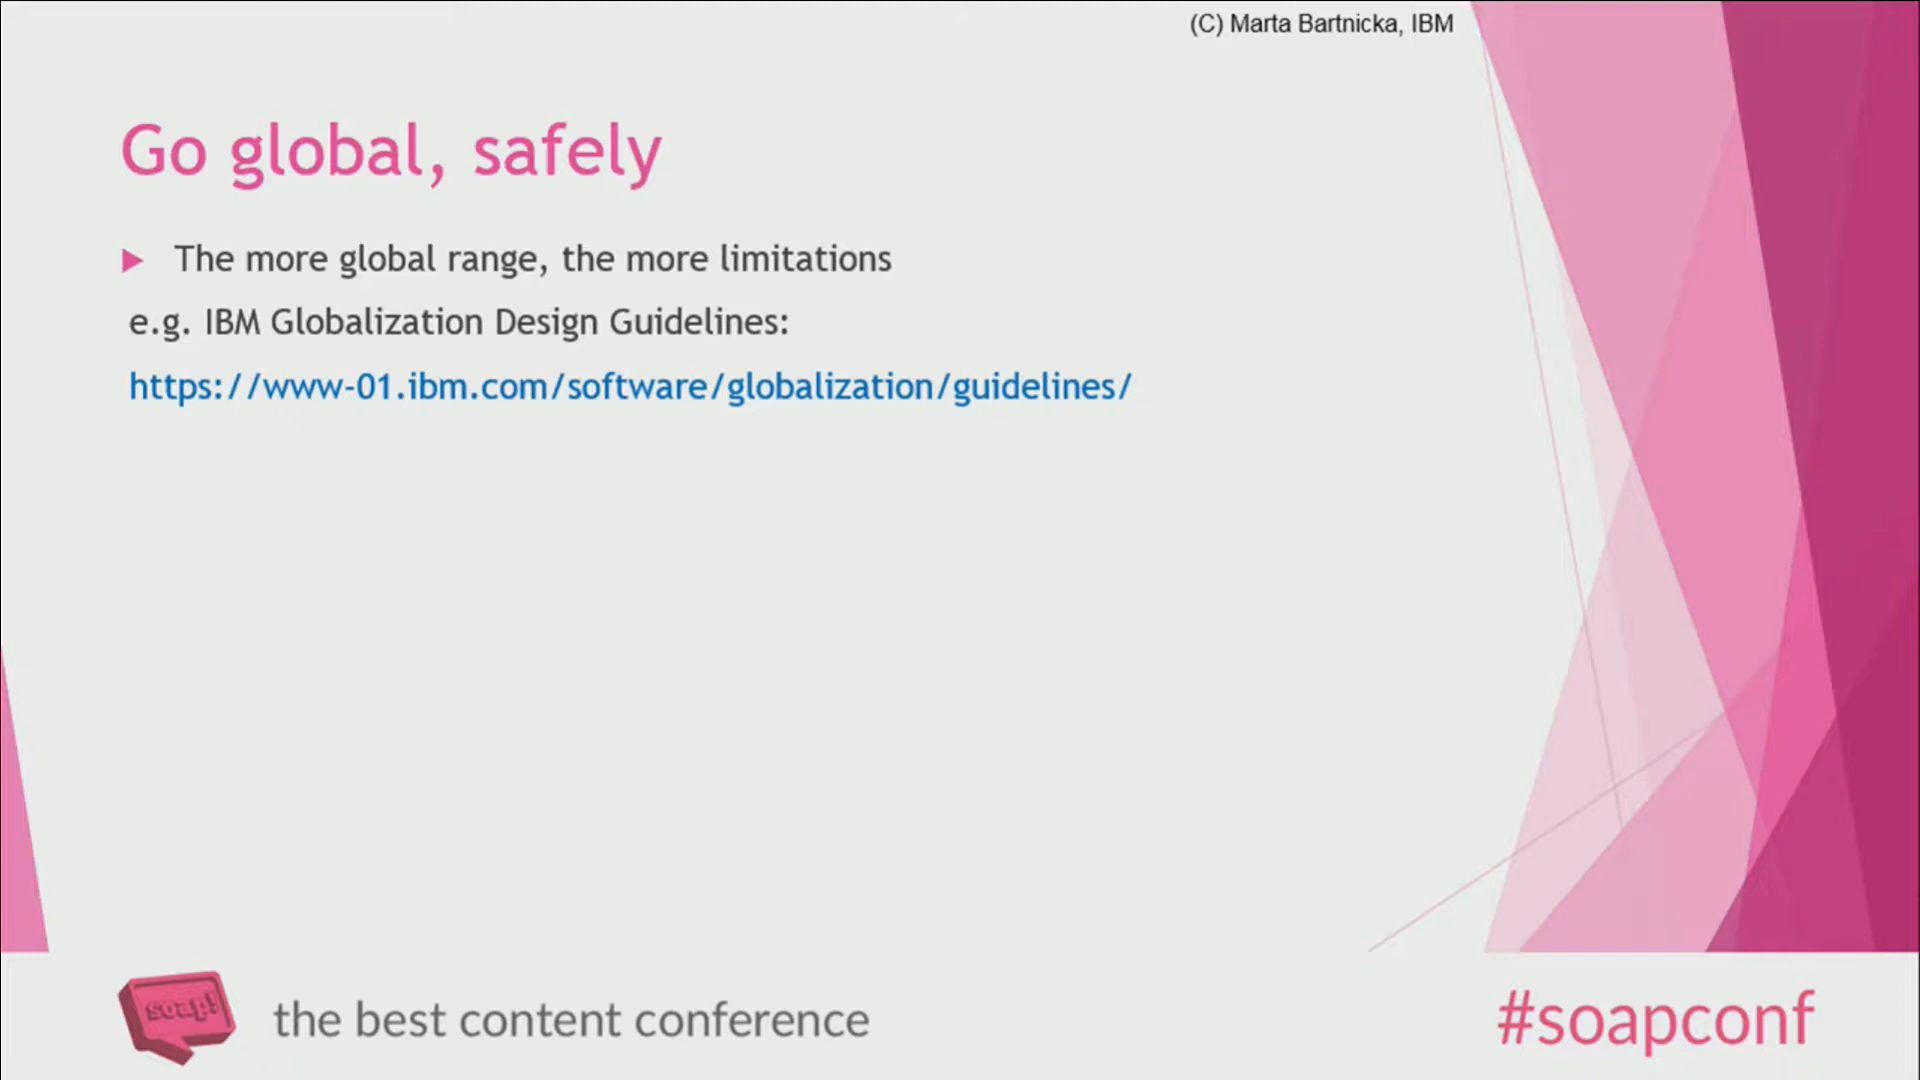 (C) Marta Bartnicka, IBM
Go global, safely
The more global range, the more limitations
e.g. IBM Globalization Design Guidelines:
https://www-01.ibm.com/software/globalization/guidelines/
soap!
the best content conference
#soapconf